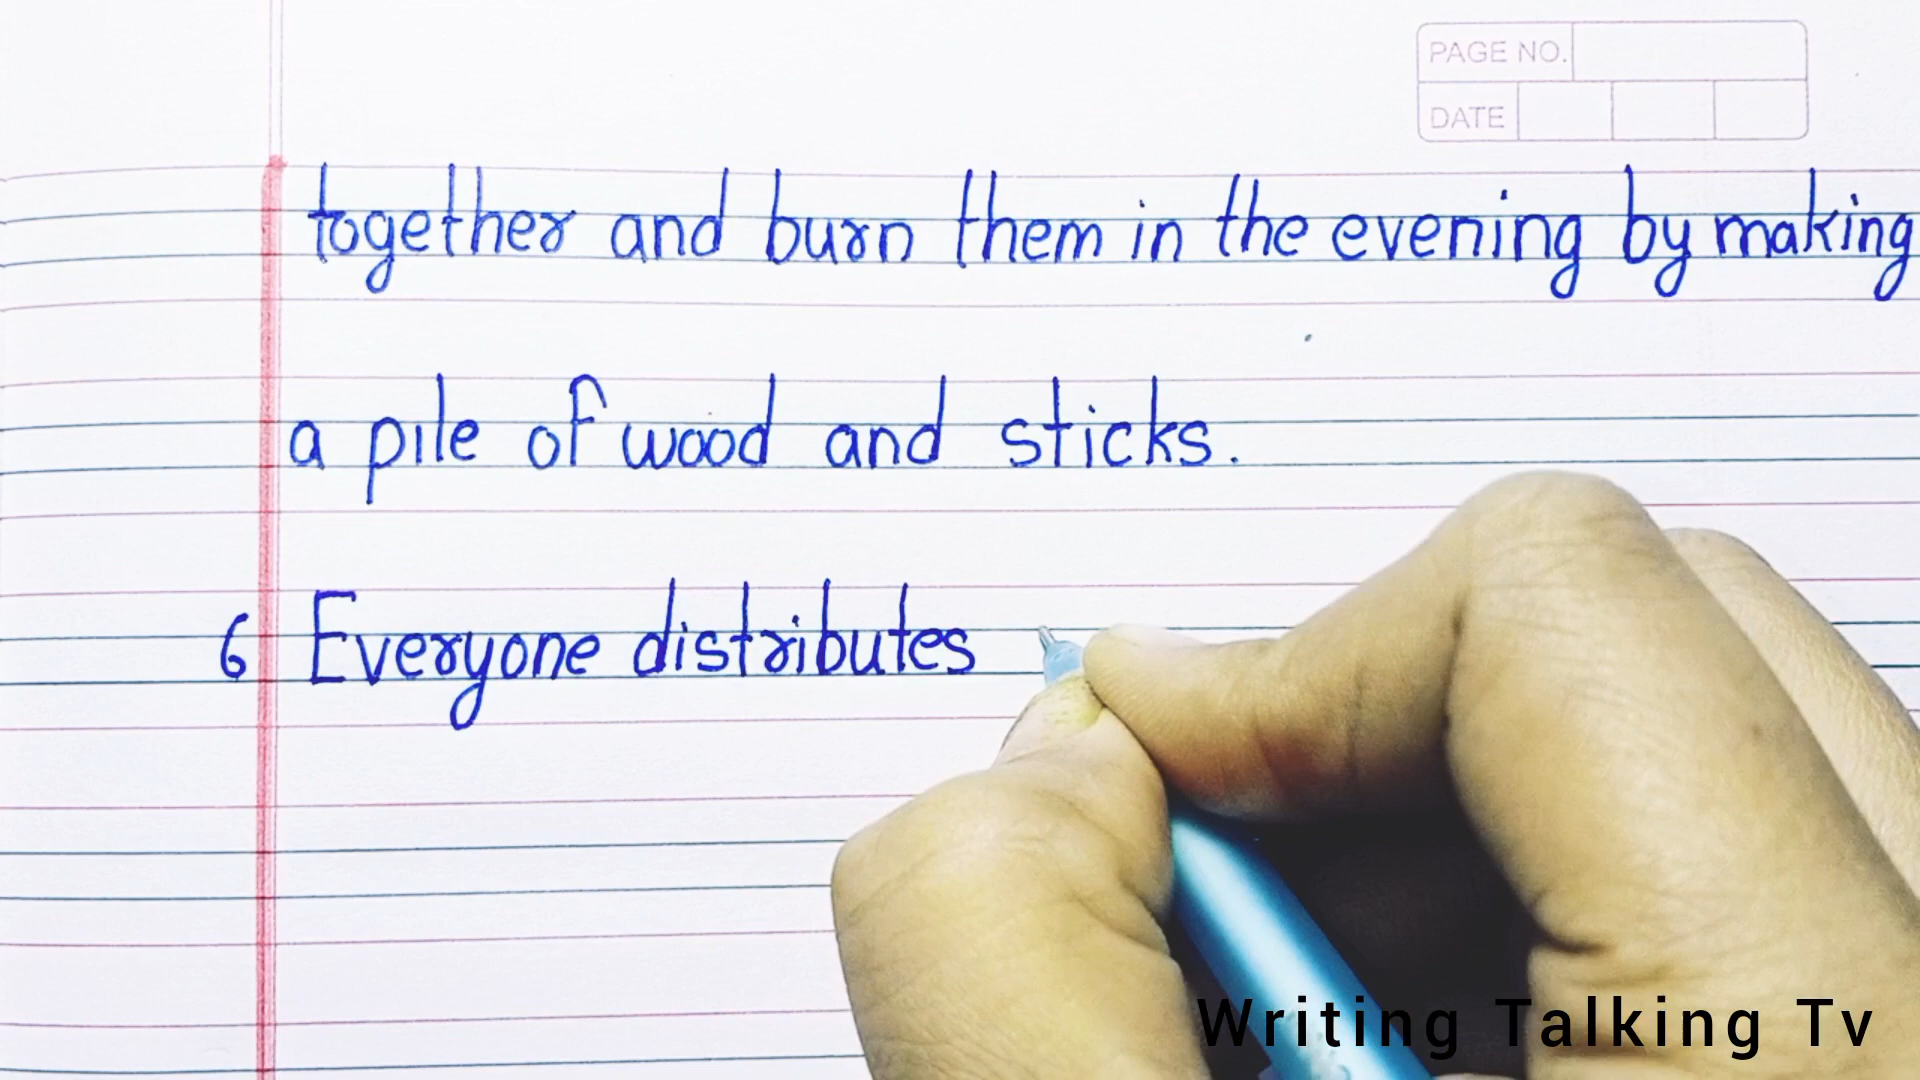 PAGE NO.
DATE
together and burn them in the evening by making
a pile of wood and sticks.
6 Everyone distributes
Writing Talking Tv